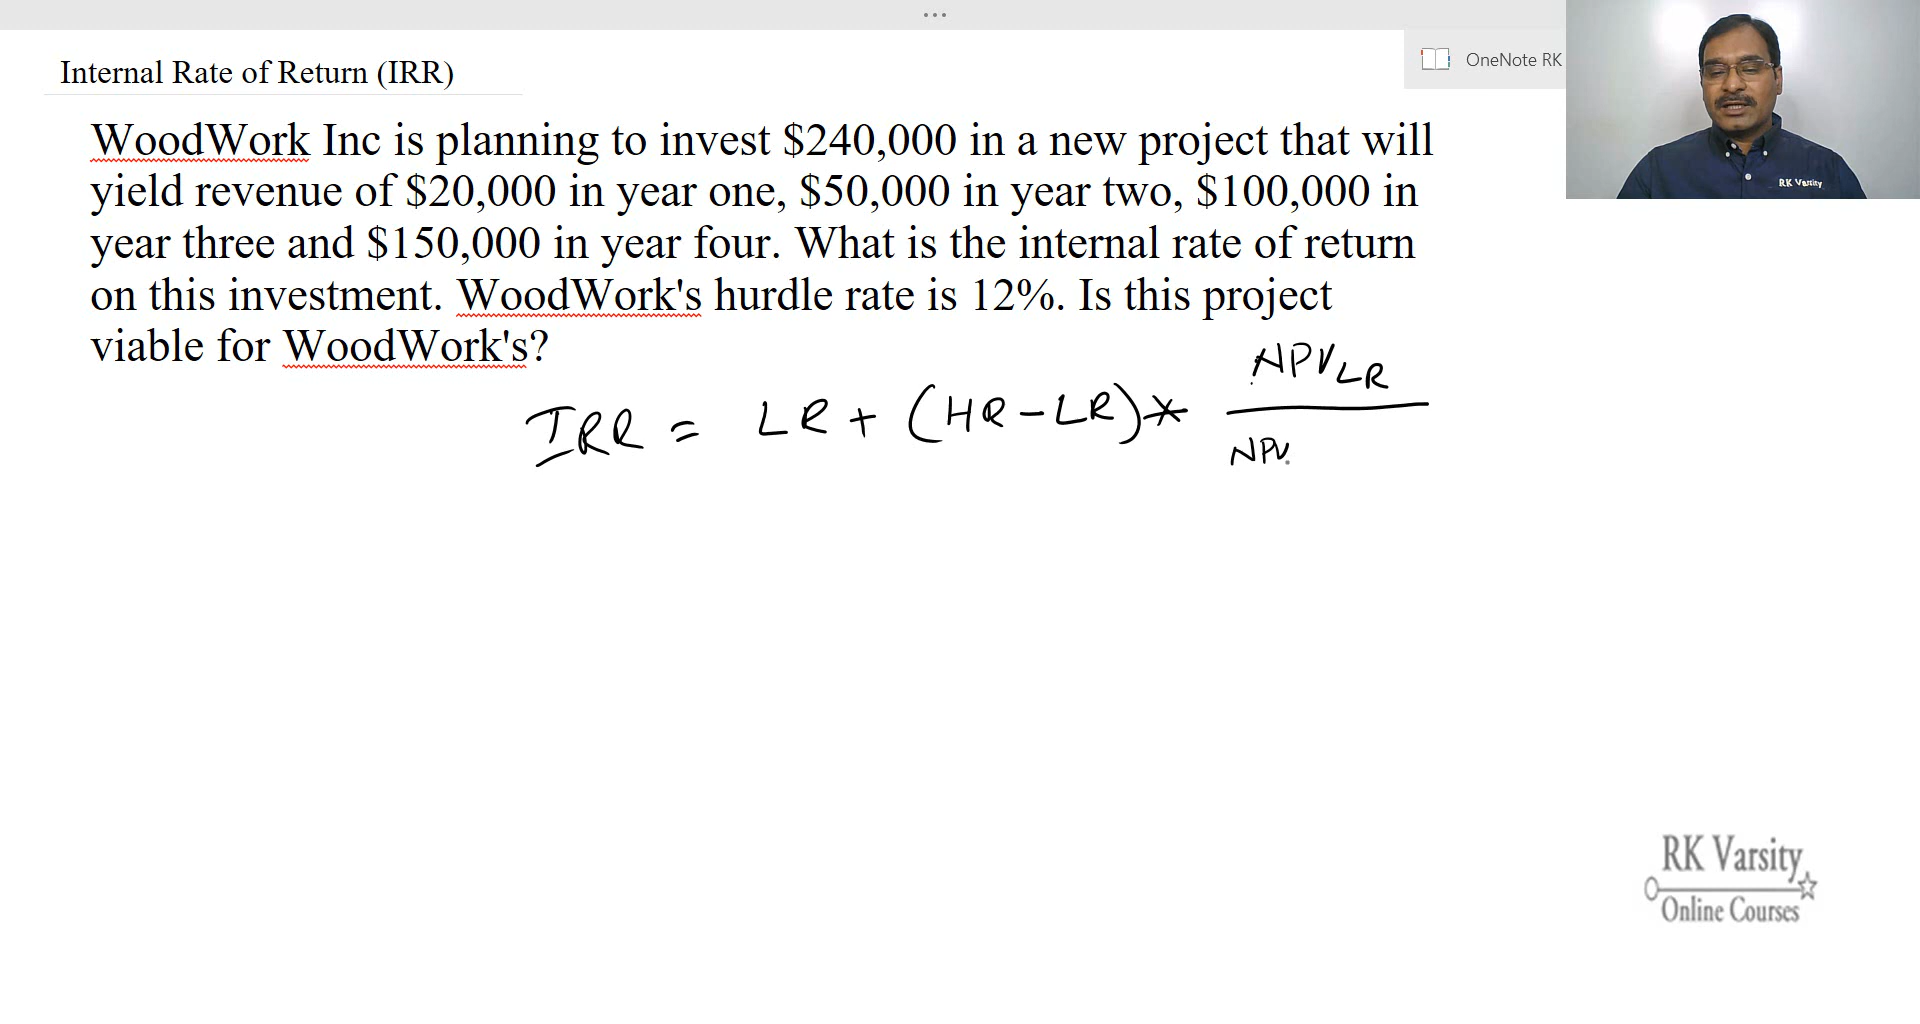 Internal Rate of Return (IRR)
OneNote RK
RK Varsity
WoodWork Inc is planning to invest $240,000 in a new project that will
yield revenue of $20,000 in year one, $50,000 in year two, $100,000 in
year three and $150,000 in year four. What is the internal rate of return
on this investment. WoodWork's hurdle rate is 12%. Is this project
viable for WoodWork's?
NPV LR
IRR = LR + (HR - LR) *
NPV
RK Varsity
Online Courses